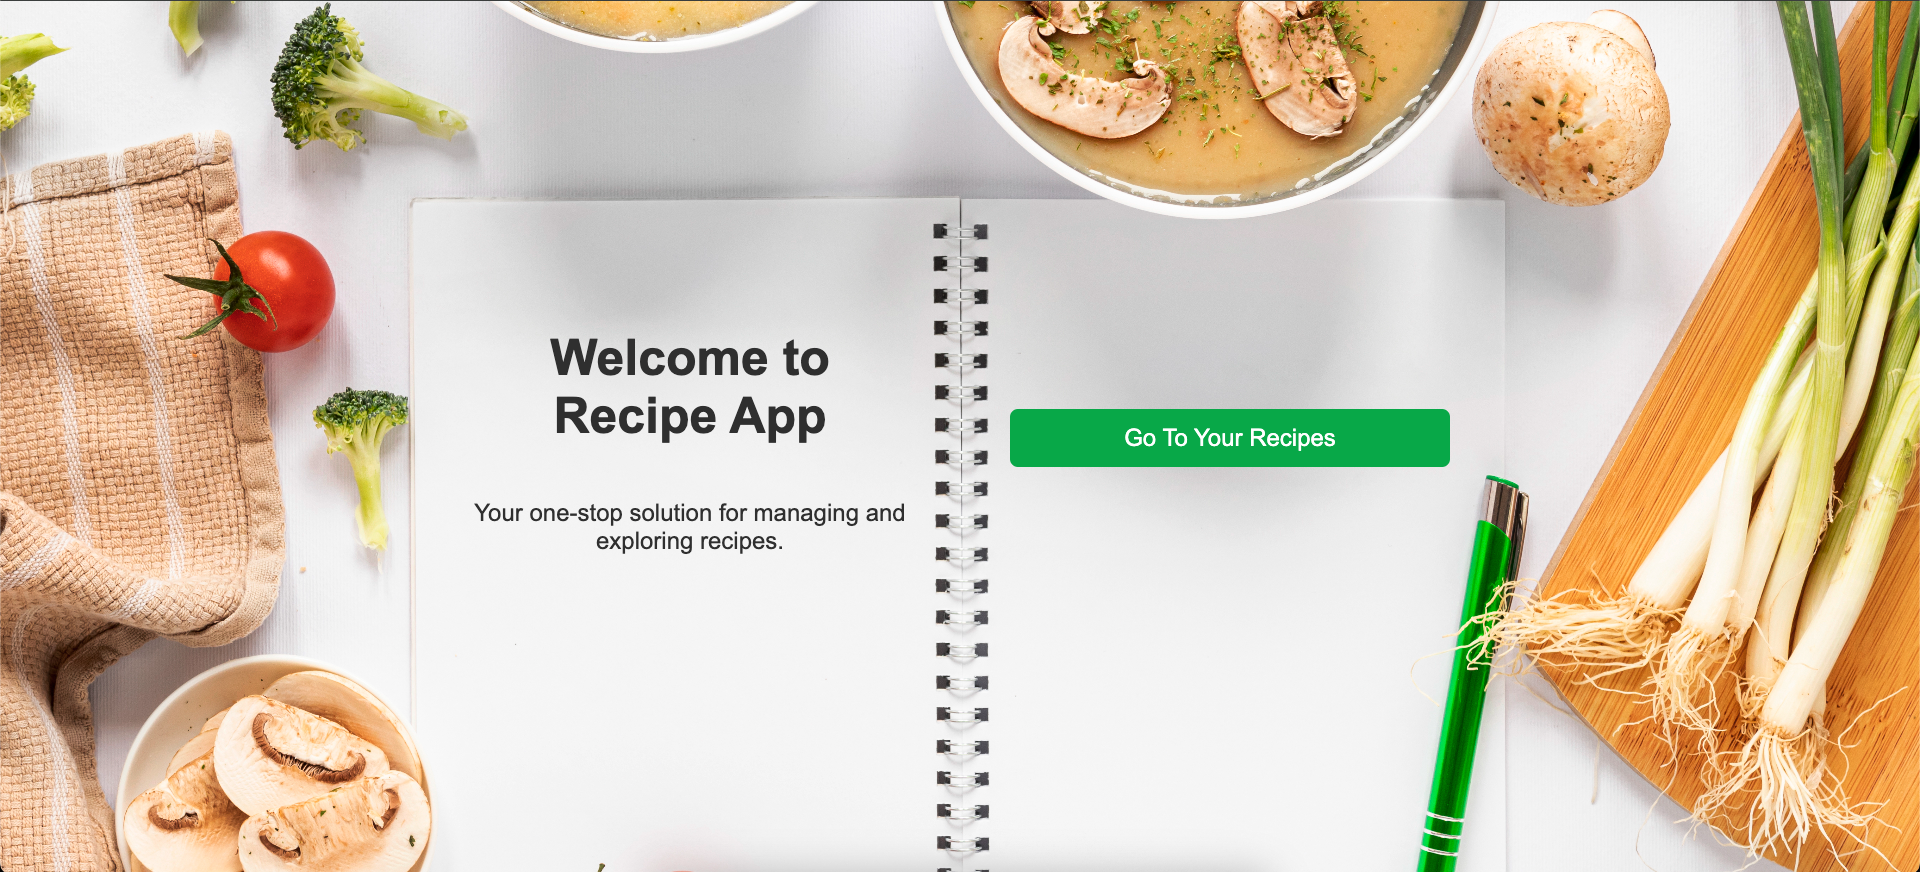 Welcome to
Recipe App
Your one-stop solution for managing and
exploring recipes.
Go To Your Recipes